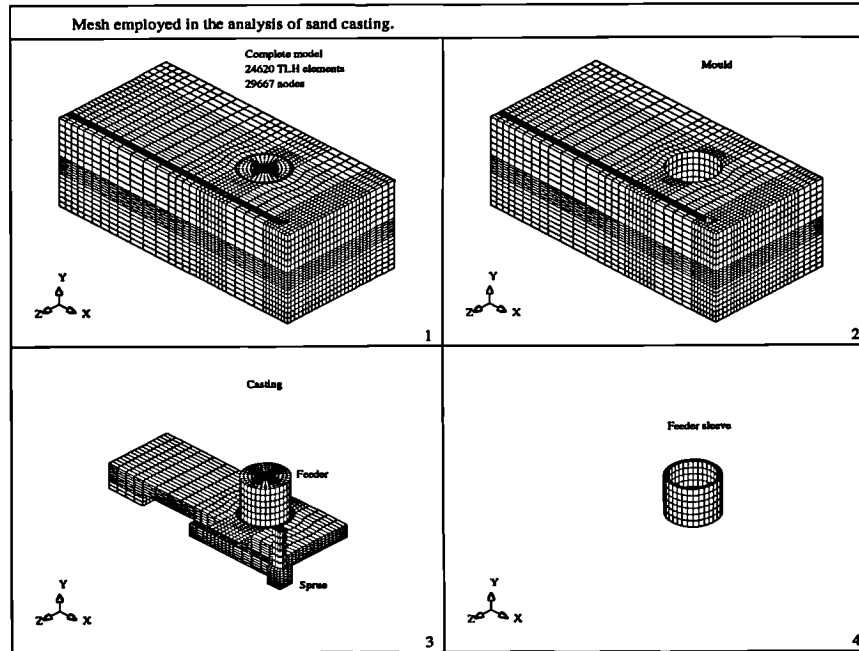 Mesh employed in the analysis of sand casting.
Complete model
24620 TLH elements
29667 nodes
Y
Z X
1
Mould
Y
Z X
2
Casting
Feeder
Sprue
Y
Z X
3
Feeder sleeve
Y
Z X
4